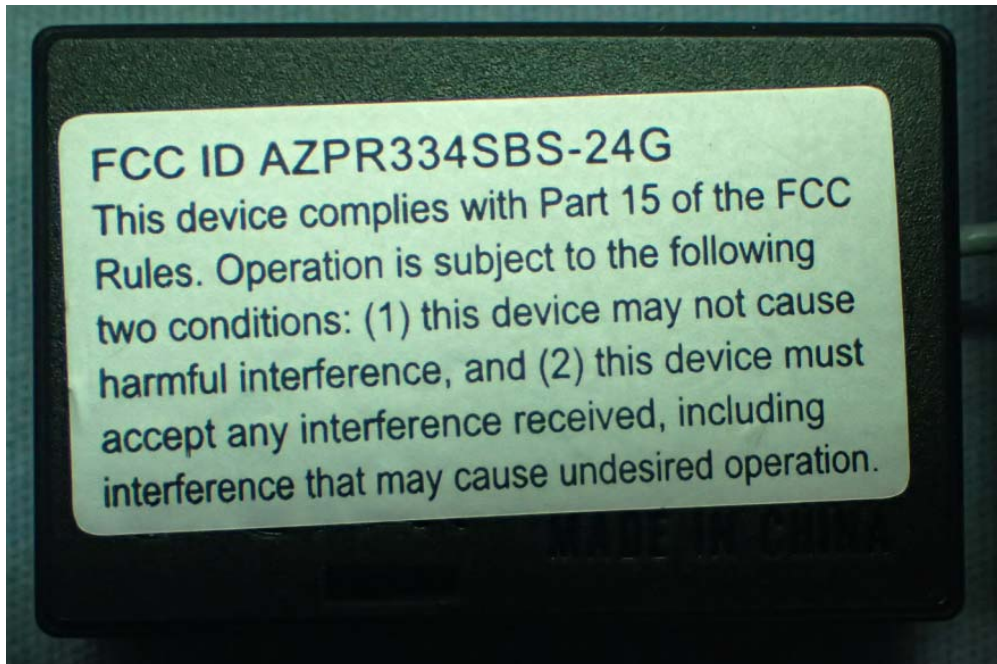 FCC ID AZPR334SBS-24G
This device complies with Part 15 of the FCC
Rules. Operation is subject to the following
two conditions: (1) this device may not cause
harmful interference, and (2) this device must
accept any interference received, including
interference that may cause undesired operation.
MADE IN CHINA